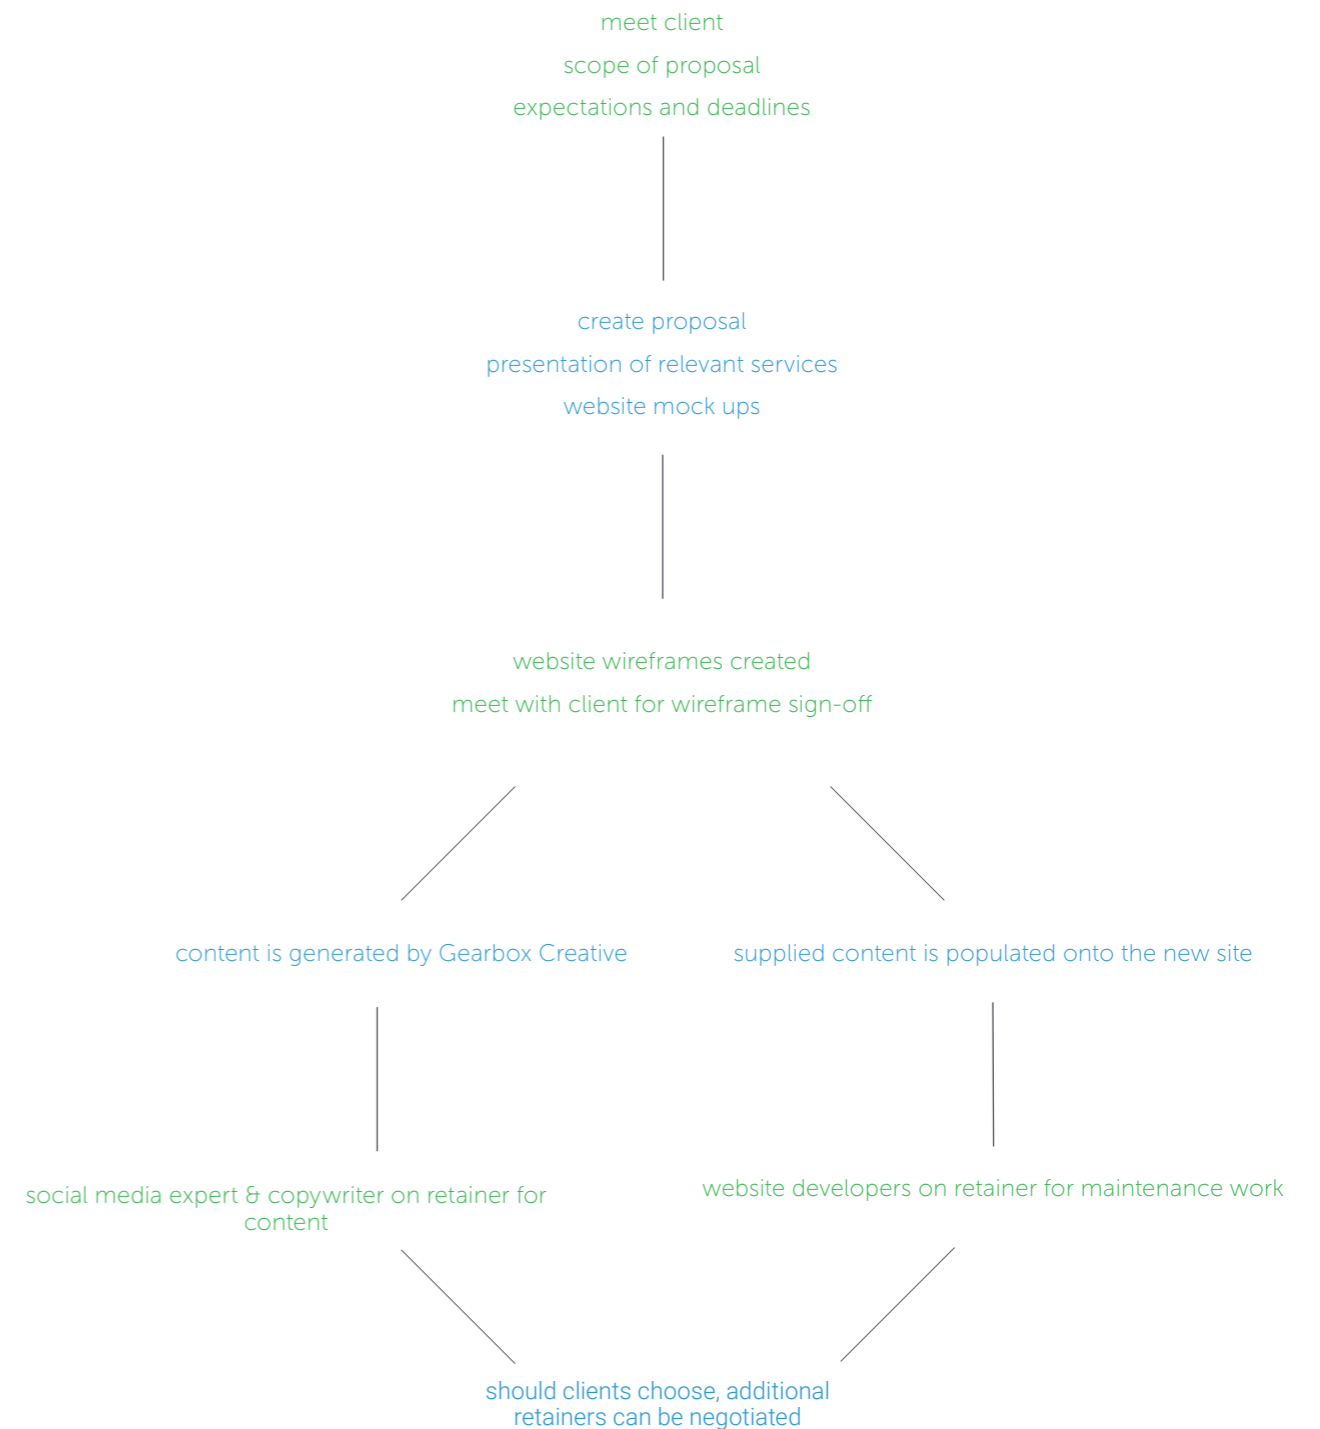 meet client
scope of proposal
expectations and deadlines
create proposal
presentation of relevant services
website mock ups
website wireframes created
meet with client for wireframe sign-off
content is generated by Gearbox Creative
supplied content is populated onto the new site
social media expert & copywriter on retainer for
content
website developers on retainer for maintenance work
should clients choose, additional
retainers can be negotiated